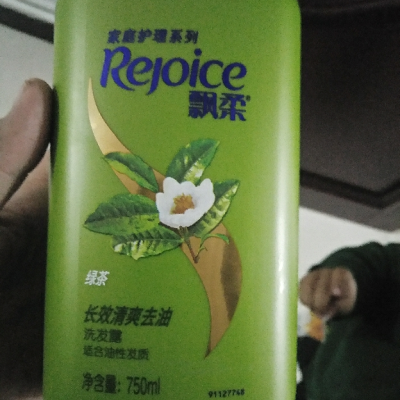 家庭护理系列
Rejoice
飘柔®
绿茶
长效清爽去油
洗发露
适合油性发质
净含量：750ml
91127748